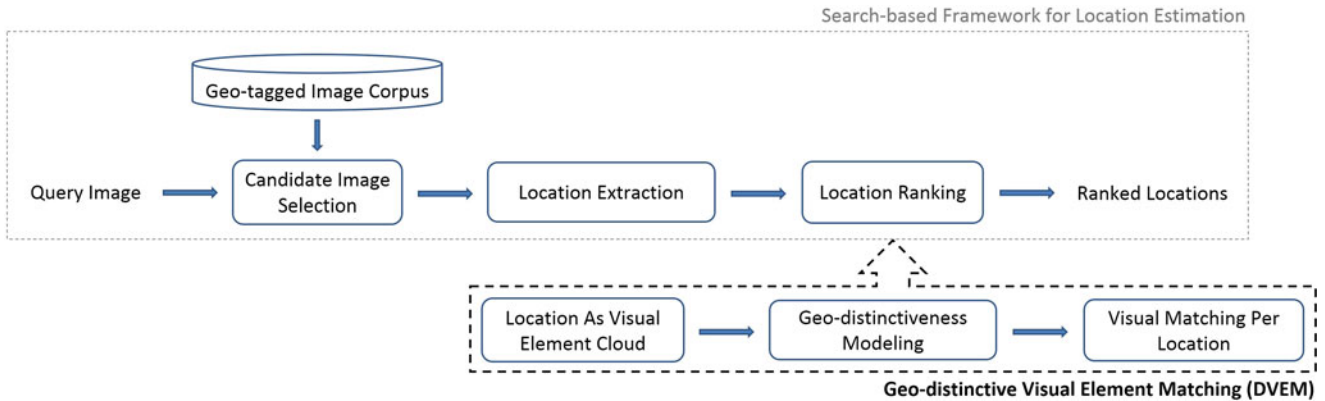 Search-based Framework for Location Estimation
Geo-tagged Image Corpus
Query Image
Candidate Image
Selection
Location Extraction
Location Ranking
Ranked Locations
Location As Visual
Element Cloud
Geo-distinctiveness
Modeling
Visual Matching Per
Location
Geo-distinctive Visual Element Matching (DVEM)